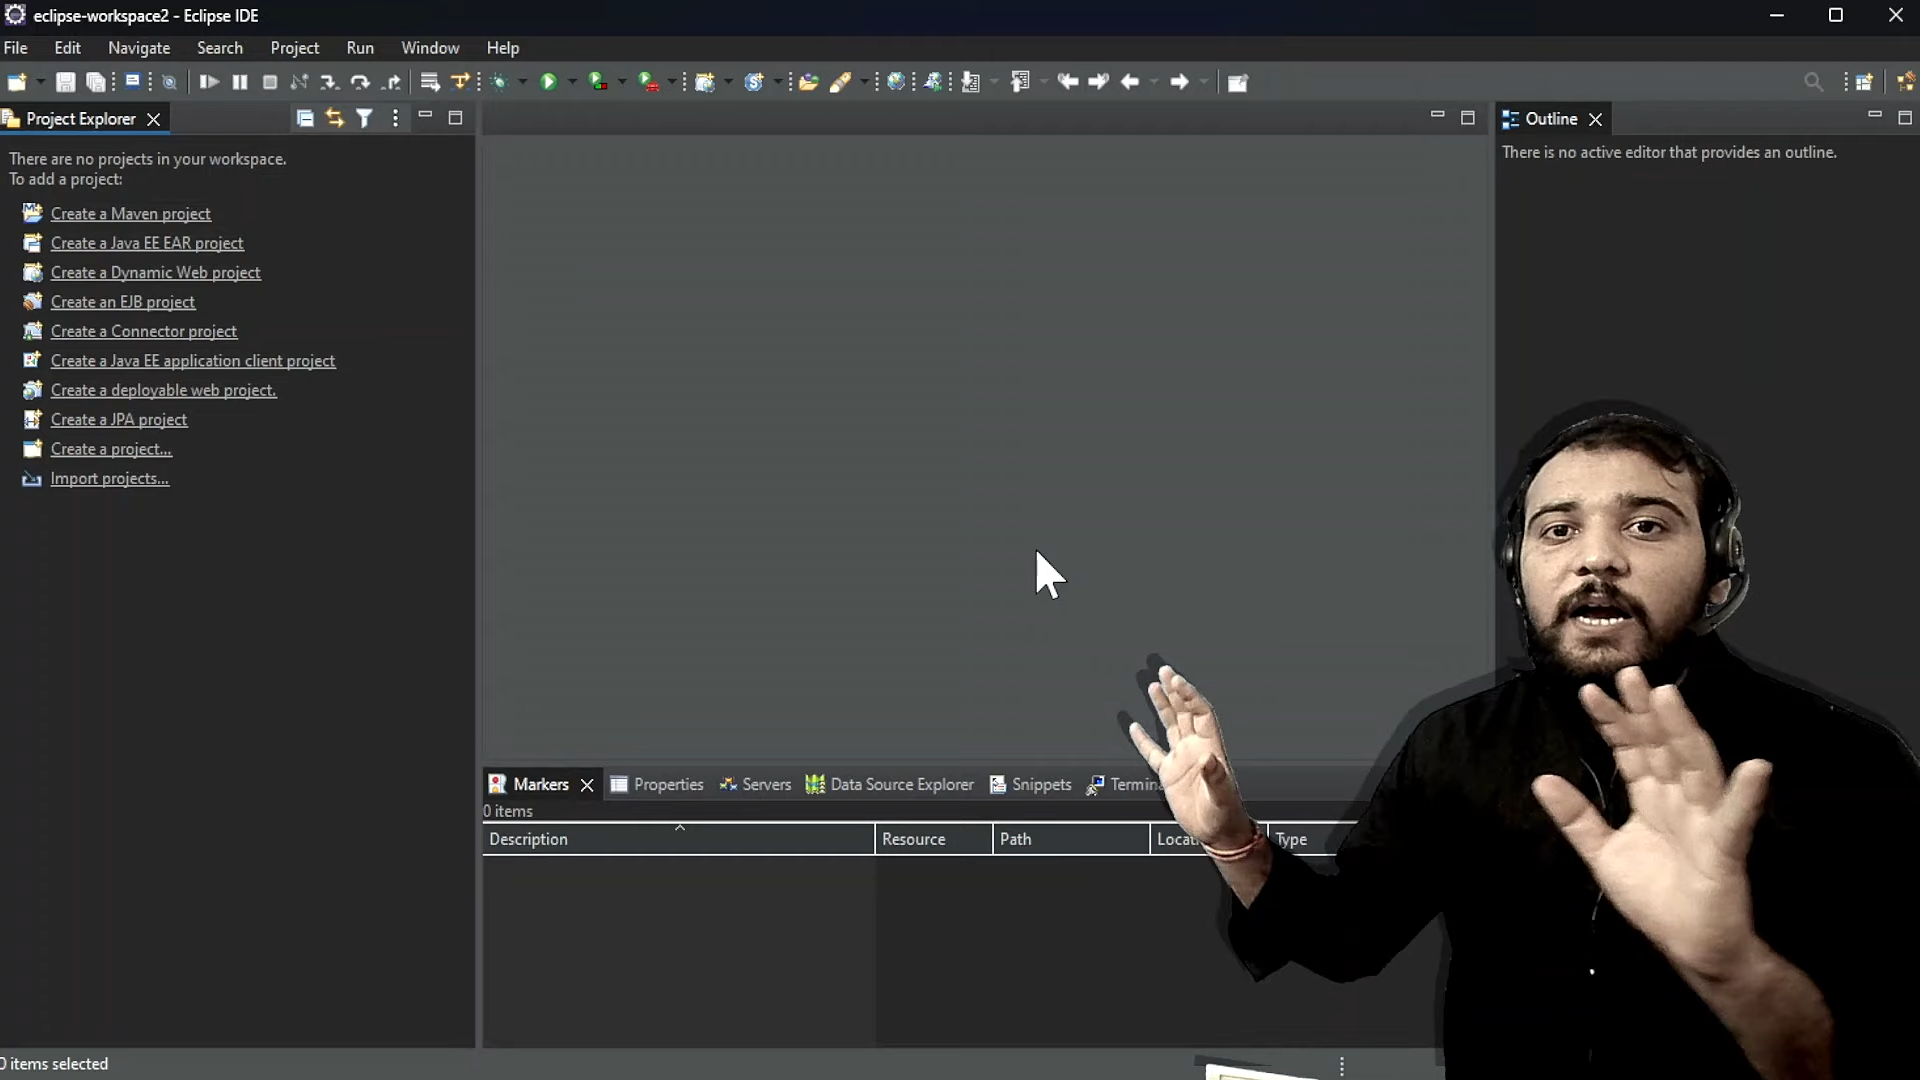 eclipse-workspace2 - Eclipse IDE
File Edit Navigate Search Project Run Window Help
Project Explorer
There are no projects in your workspace.
To add a project:
Create a Maven project
Create a Java EE EAR project
Create a Dynamic Web project
Create an EJB project
Create a Connector project
Create a Java EE application client project
Create a deployable web project.
Create a JPA project
Create a project...
Import projects...
Outline
There is no active editor that provides an outline.
Markers Properties Servers Data Source Explorer Snippets
0 items
Description Resource Path Type
0 items selected